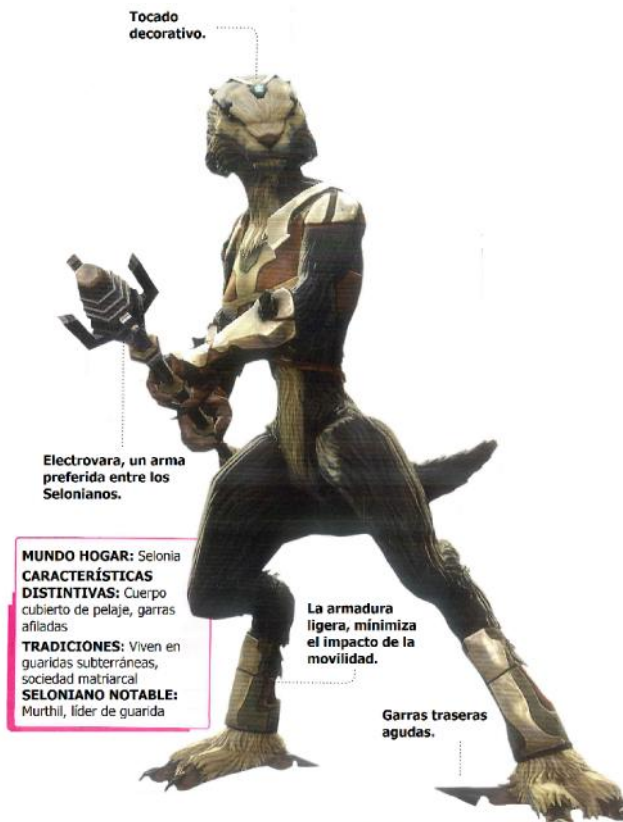 Tocado
decorativo.
Electrovara, un arma
preferida entre los
Selonianos.
MUNDO HOGAR: Selonia
CARACTERÍSTICAS
DISTINTIVAS: Cuerpo
cubierto de pelaje, garras
afiladas
TRADICIONES: Viven en
guaridas subterráneas,
sociedad matriarcal
SELONIANO NOTABLE:
Murthil, líder de guarida
La armadura
ligera, mínimiza
el impacto de la
movilidad.
Garras traseras
agudas.